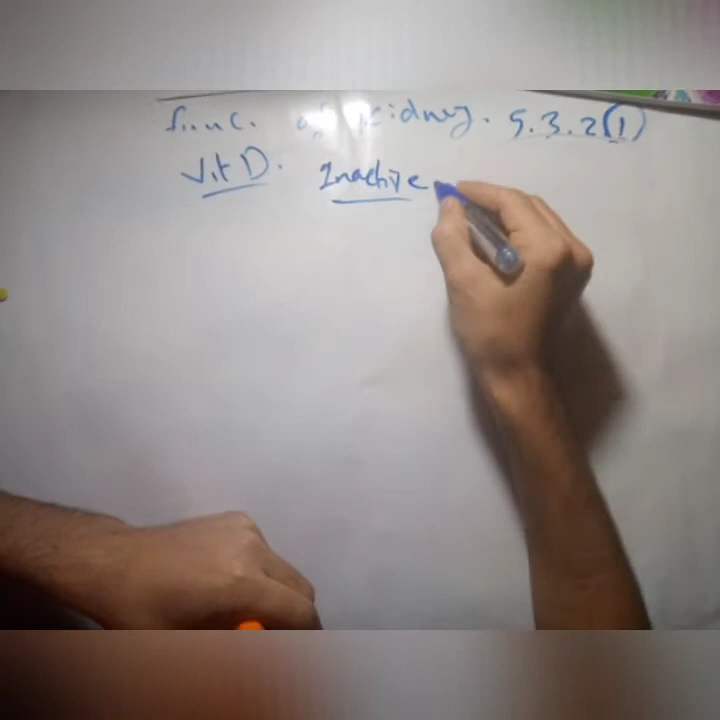 func. of kidney. 5.3.2(1)
Vit D. Inactive